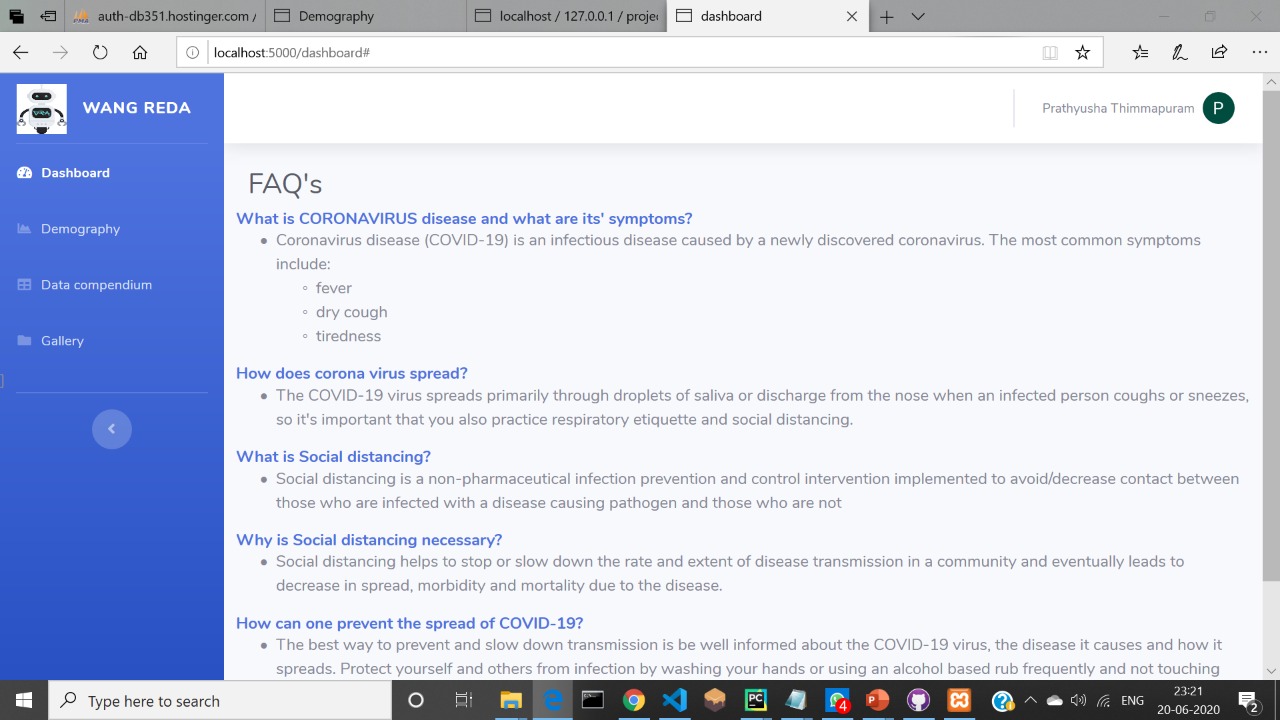 auth-db351.hostinger.com /
Demography
localhost / 127.0.0.1 / projec
dashboard
localhost:5000/dashboard#
WANG REDA
Prathyusha Thimmapuram
P
Dashboard
Demography
Data compendium
Gallery
]
FAQ's
What is CORONAVIRUS disease and what are its' symptoms?
Coronavirus disease (COVID-19) is an infectious disease caused by a newly discovered coronavirus. The most common symptoms
include:
fever
dry cough
tiredness
How does corona virus spread?
The COVID-19 virus spreads primarily through droplets of saliva or discharge from the nose when an infected person coughs or sneezes,
so it's important that you also practice respiratory etiquette and social distancing.
What is Social distancing?
Social distancing is a non-pharmaceutical infection prevention and control intervention implemented to avoid/decrease contact between
those who are infected with a disease causing pathogen and those who are not
Why is Social distancing necessary?
Social distancing helps to stop or slow down the rate and extent of disease transmission in a community and eventually leads to
decrease in spread, morbidity and mortality due to the disease.
How can one prevent the spread of COVID-19?
The best way to prevent and slow down transmission is be well informed about the COVID-19 virus, the disease it causes and how it
spreads. Protect yourself and others from infection by washing your hands or using an alcohol based rub frequently and not touching
Type here to search
PC
4
ENG
23:21
20-06-2020
2